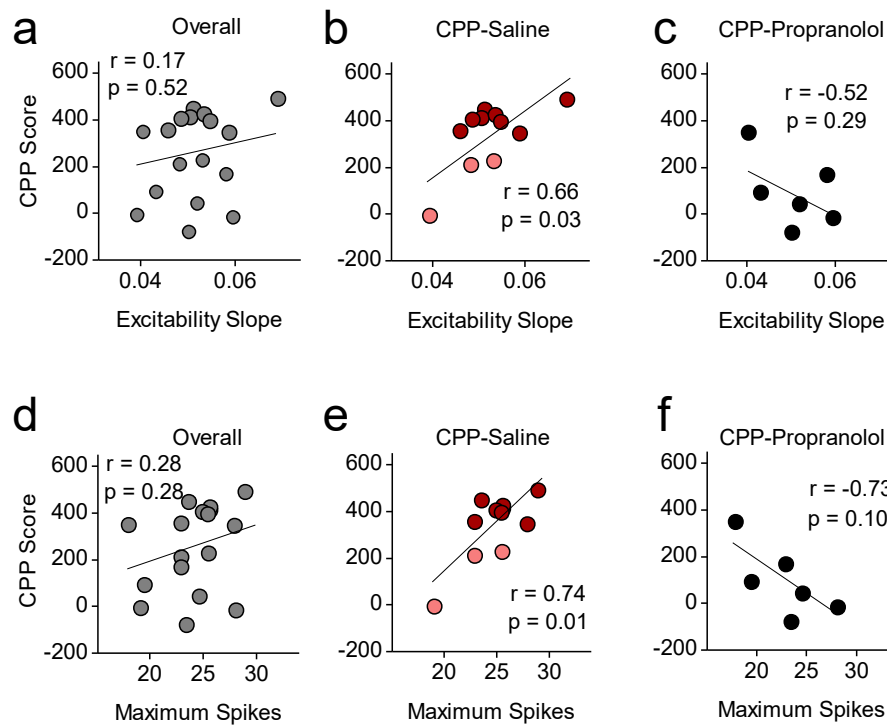 a
Overall
r = 0.17
p = 0.52
CPP Score
600
400
200
0
-200
0.04
0.06
Excitability Slope
b
CPP-Saline
600
400
200
0
-200
r = 0.66
p = 0.03
0.04
0.06
Excitability Slope
c
CPP-Propranolol
600
400
200
0
-200
r = -0.52
p = 0.29
0.04
0.06
Excitability Slope
d
Overall
r = 0.28
p = 0.28
CPP Score
600
400
200
0
-200
20
25
30
Maximum Spikes
e
CPP-Saline
600
400
200
0
-200
r = 0.74
p = 0.01
20
25
30
Maximum Spikes
f
CPP-Propranolol
600
400
200
0
-200
r = -0.73
p = 0.10
20
25
30
Maximum Spikes